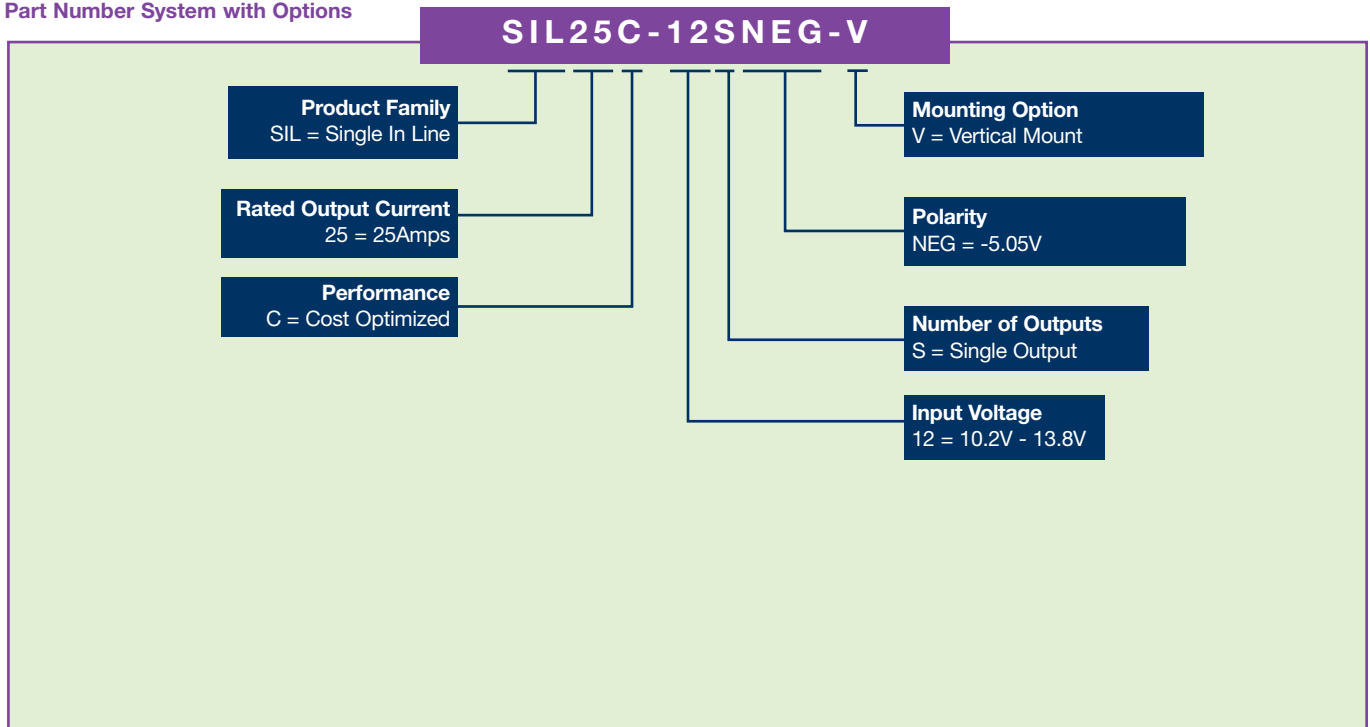 Part Number System with Options
SIL25C-12SNEG-V
Product Family
SIL = Single In Line
Rated Output Current
25 = 25Amps
Performance
C = Cost Optimized
Mounting Option
V = Vertical Mount
Polarity
NEG = -5.05V
Number of Outputs
S = Single Output
Input Voltage
12 = 10.2V - 13.8V